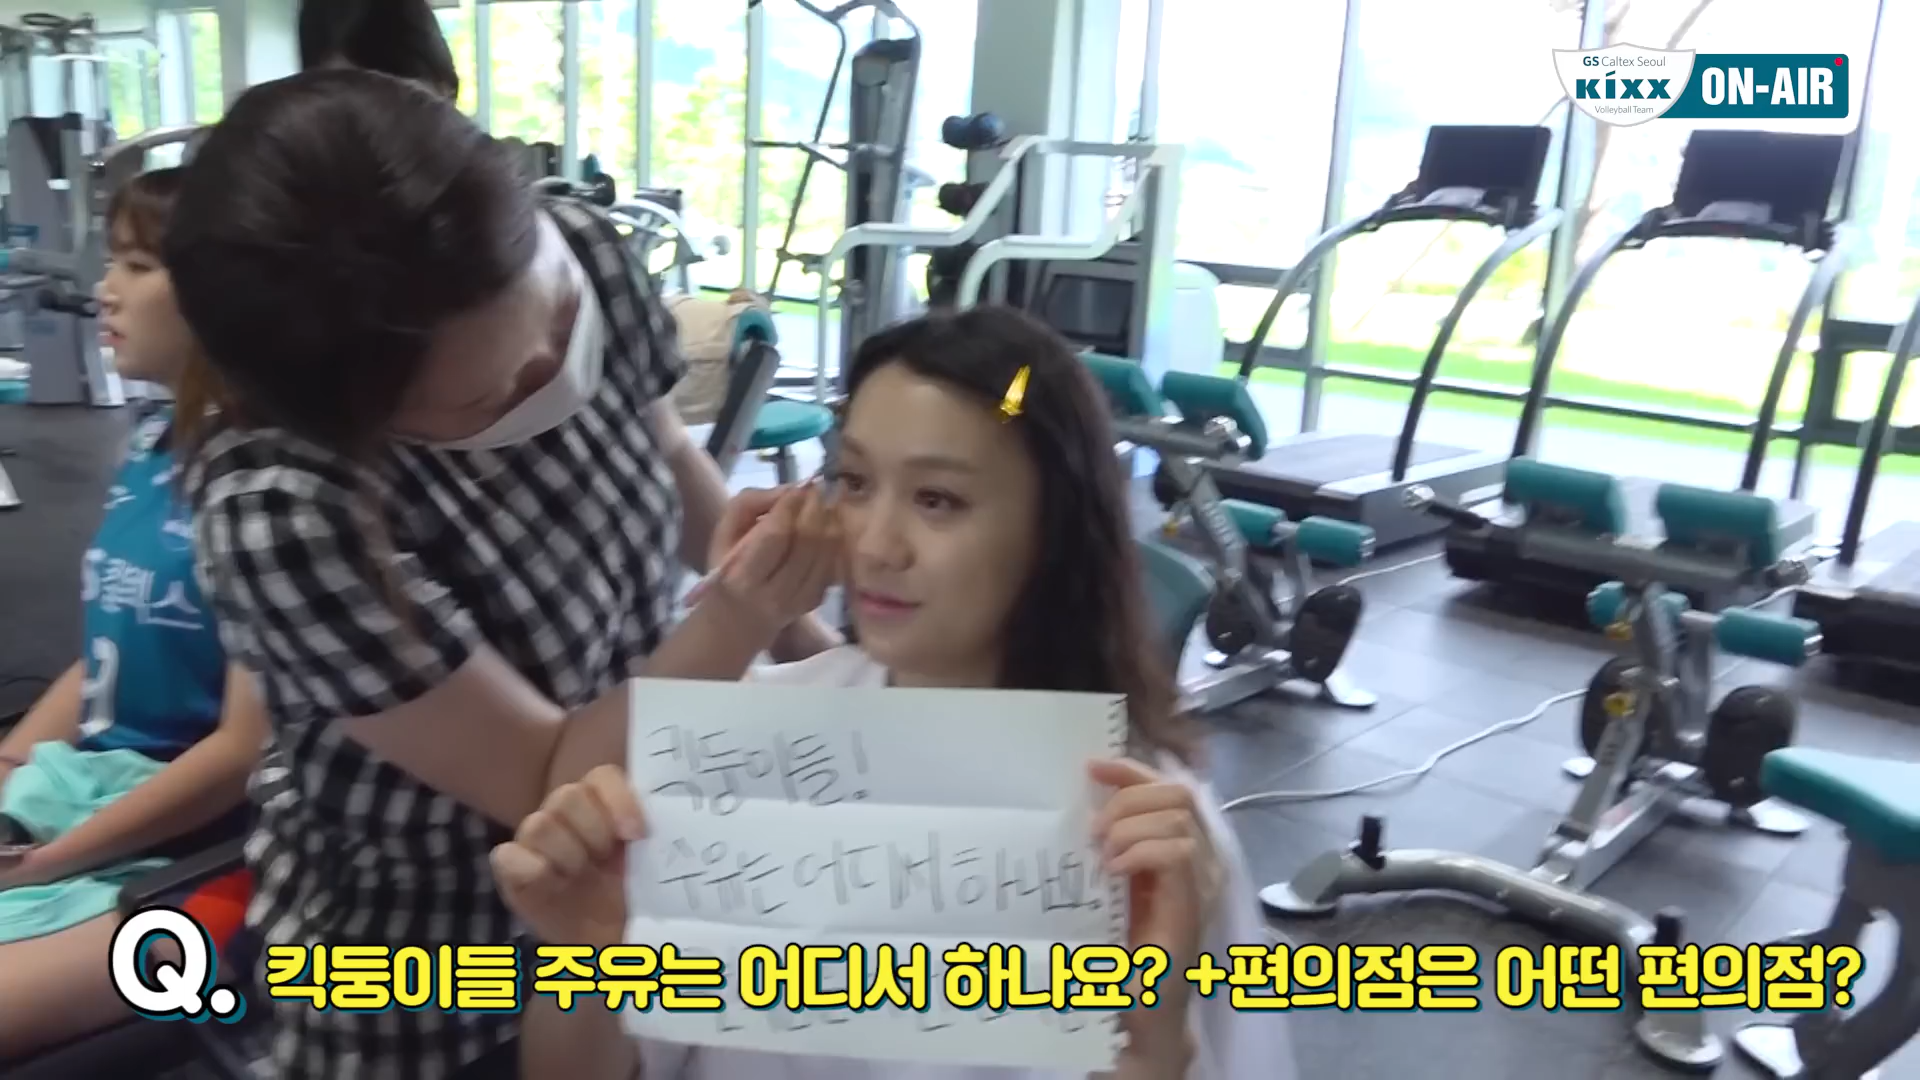 GS Caltex Seoul
kixx
Volleyball Team
ON-AIR
킥둥이들!
주유는 어디서 하나요!
Q. 킥둥이들 주유는 어디서 하나요? +편의점은 어떤 편의점?